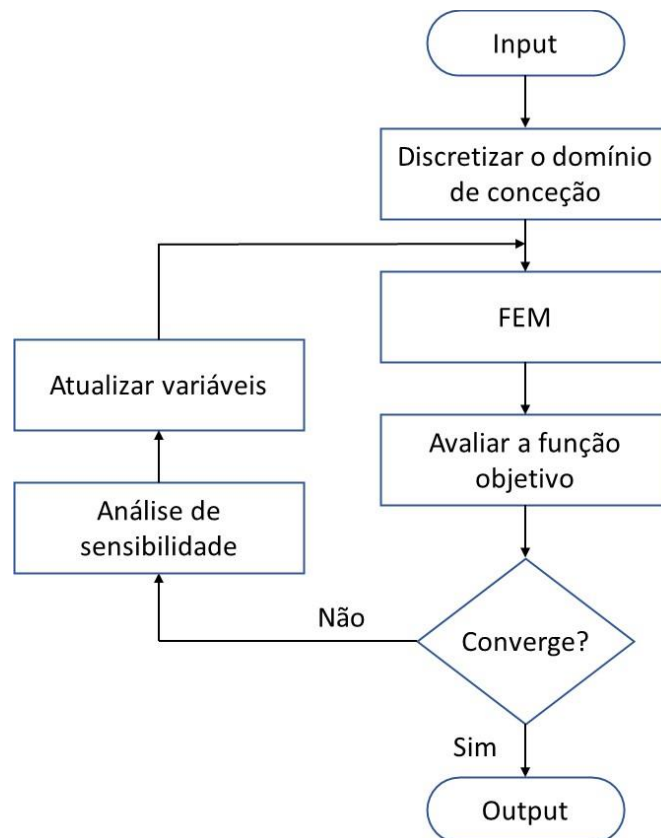 Input
Discretizar o domínio
de conceção
FEM
Atualizar variáveis
Avaliar a função
objetivo
Análise de
sensibilidade
Não
Converge?
Sim
Output